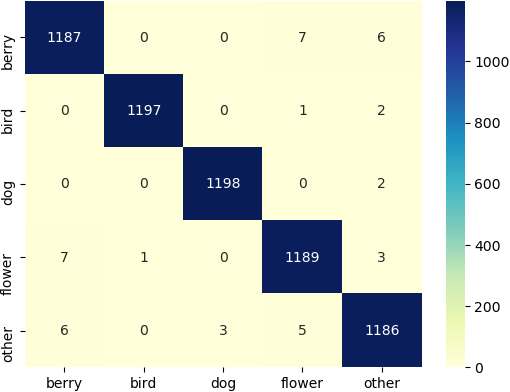 berry 1187 0 0 7 6
bird 0 1197 0 1 2
dog 0 0 1198 0 2
flower 7 1 0 1189 3
other 6 0 3 5 1186
berry bird dog flower other
1000
800
600
400
200
0